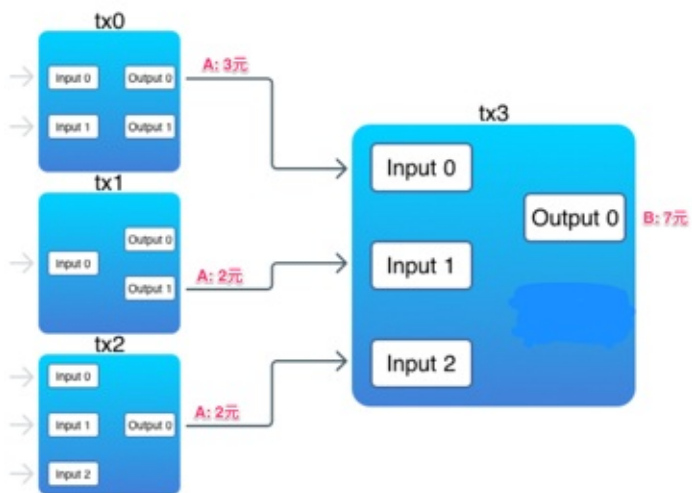 tx0
Input 0
Output 0
Input 1
Output 1
A: 3元
tx1
Input 0
Output 0
Output 1
A: 2元
tx2
Input 0
Input 1
Output 0
Input 2
A: 2元
tx3
Input 0
Output 0
Input 1
Input 2
B: 7元